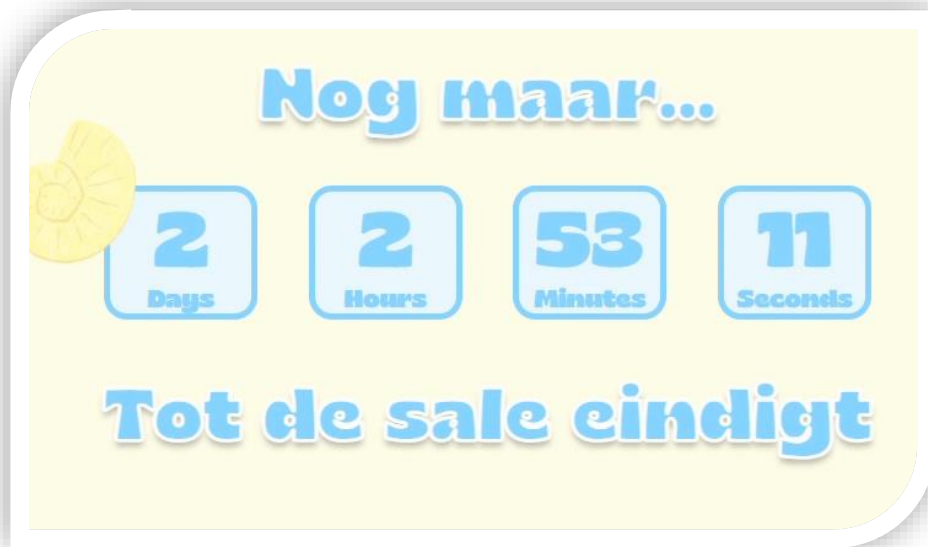 Nog maar...
2 2 53 11
Days Hours Minutes Seconds
Tot de sale eindigt